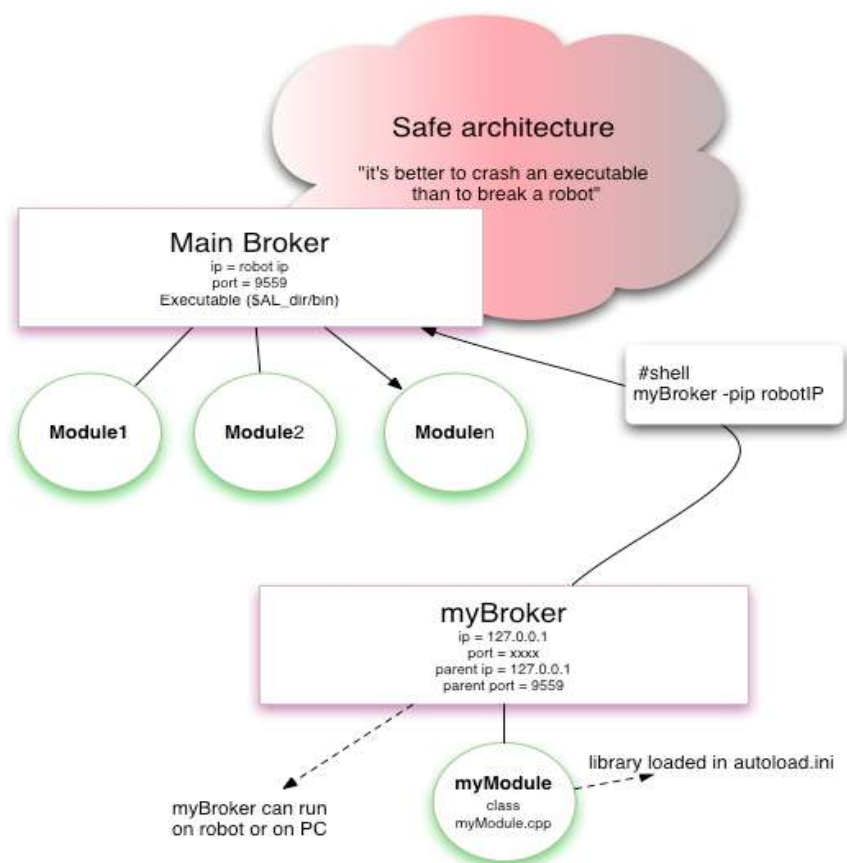 Safe architecture
"it's better to crash an executable
than to break a robot"
Main Broker
ip = robot ip
port = 9559
Executable ($AL_dir/bin)
#shell
myBroker -pip robotIP
Module1
Module2
Modulen
myBroker
ip = 127.0.0.1
port = xxxx
parent ip = 127.0.0.1
parent port = 9559
library loaded in autoload.ini
myModule
class
myModule.cpp
myBroker can run
on robot or on PC